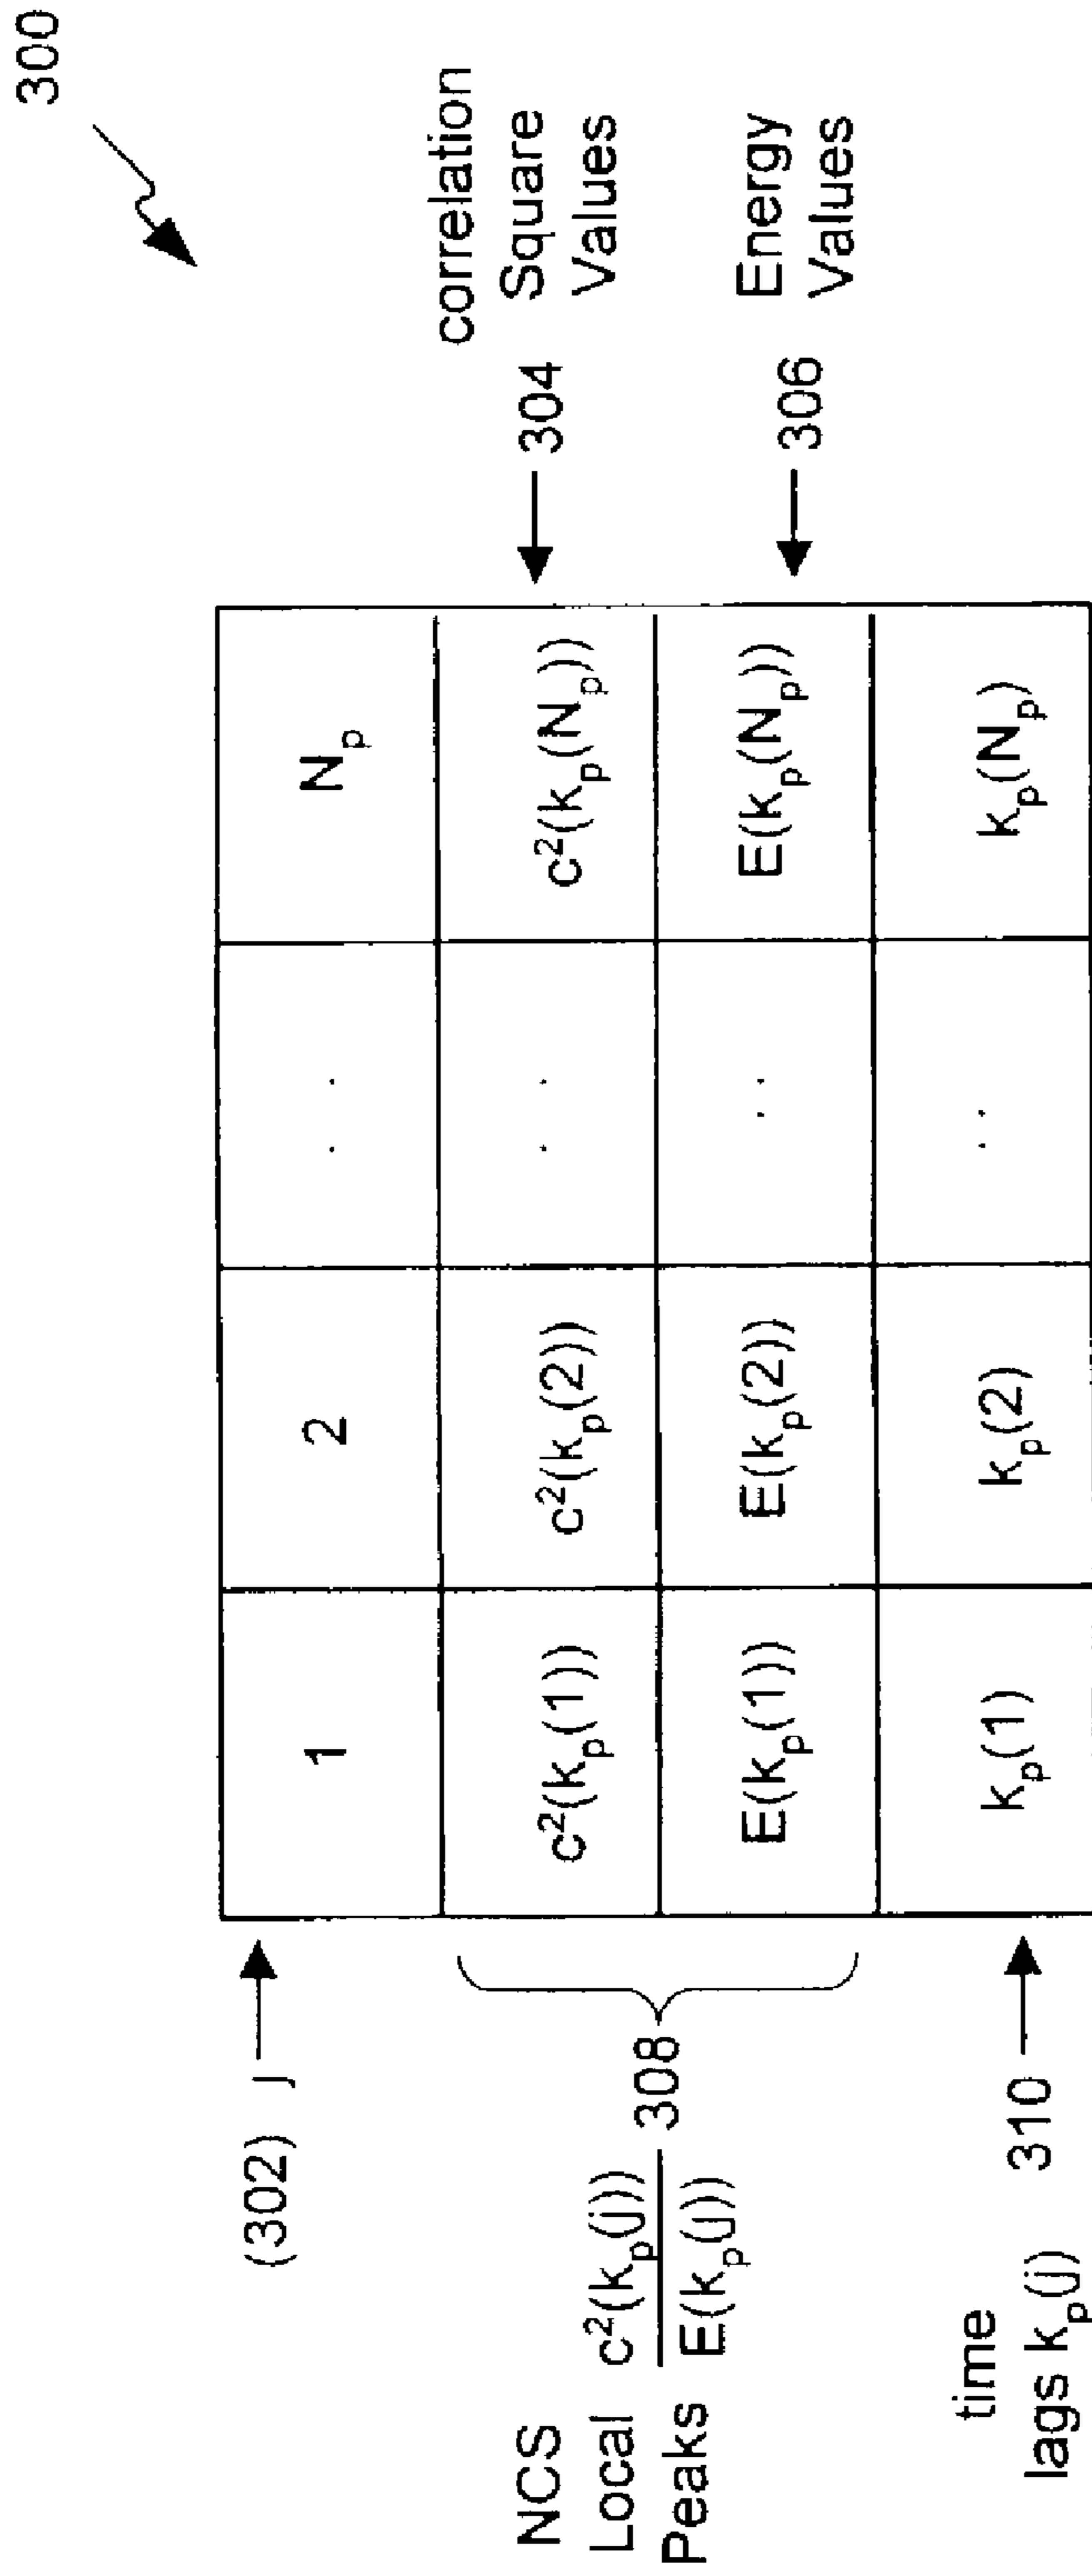 300
(302) j
1 2 . . N_p
c²(k_p(1)) c²(k_p(2)) . . c²(k_p(N_p))
304
correlation
Square
Values
E(k_p(1)) E(k_p(2)) . . E(k_p(N_p))
306
Energy
Values
NCS
Local
Peaks
c²(k_p(j))
E(k_p(j))
308
k_p(1) k_p(2) . . k_p(N_p)
time
lags k_p(j)
310